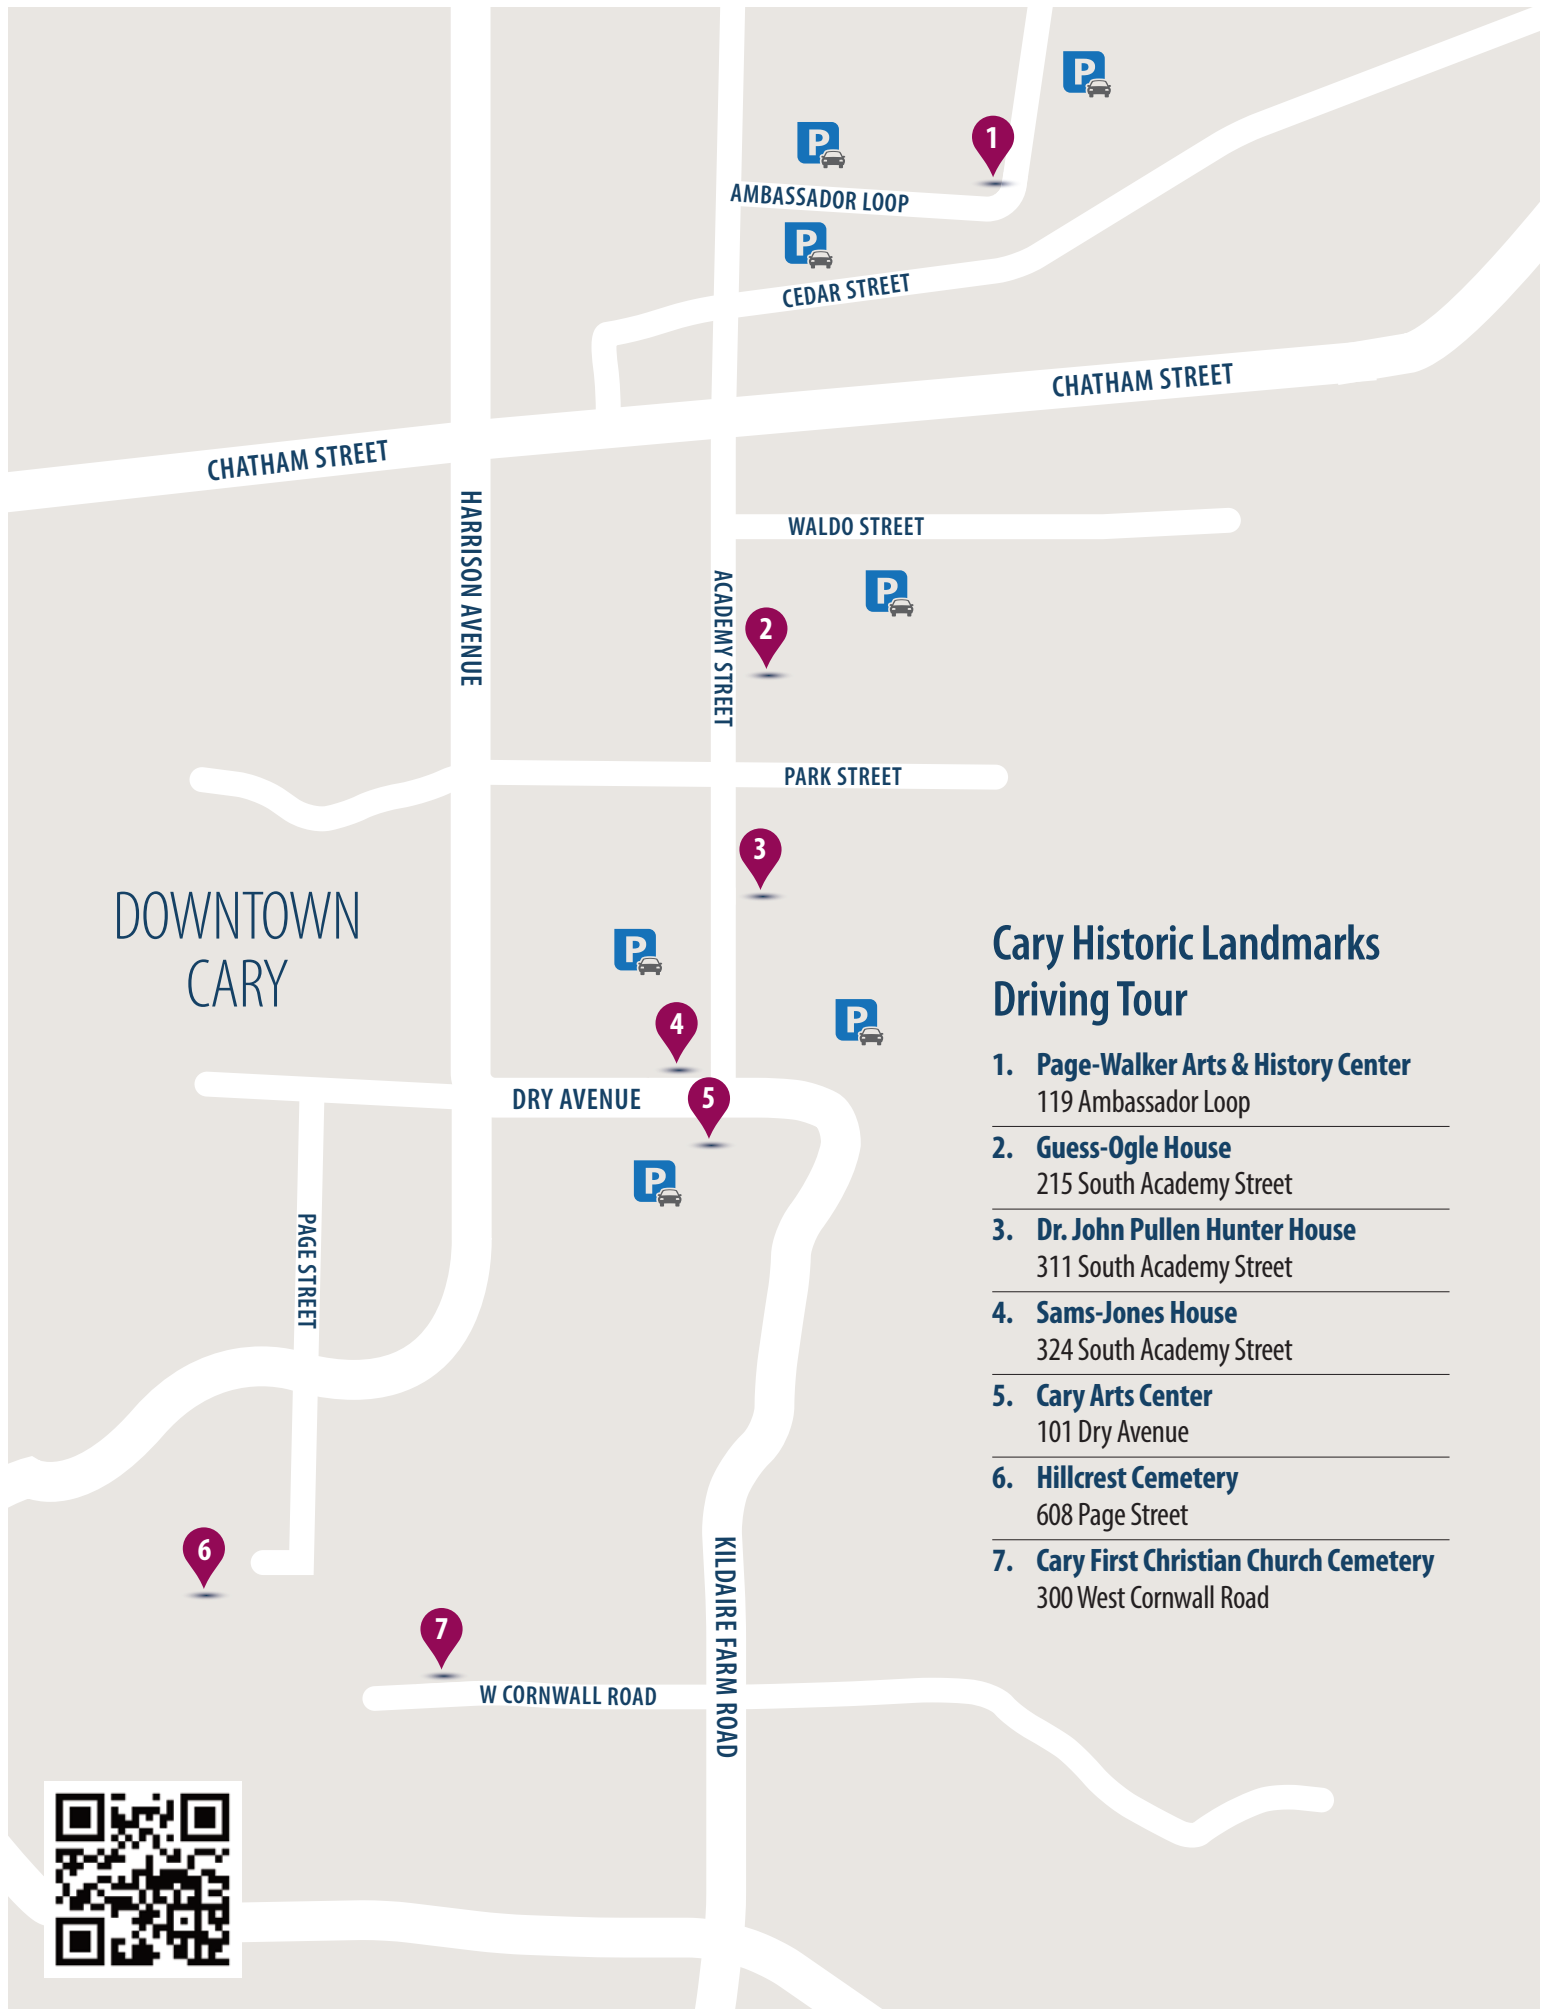 P
P
1
AMBASSADOR LOOP
P
CEDAR STREET
CHATHAM STREET
CHATHAM STREET
HARRISON AVENUE
WALDO STREET
ACADEMY STREET
P
2
PARK STREET
3
DOWNTOWN
CARY
P
4
P
DRY AVENUE
5
P
PAGE STREET
6
7
KILDAIRE FARM ROAD
W CORNWALL ROAD
Cary Historic Landmarks
Driving Tour
1. Page-Walker Arts & History Center
119 Ambassador Loop
2. Guess-Ogle House
215 South Academy Street
3. Dr. John Pullen Hunter House
311 South Academy Street
4. Sams-Jones House
324 South Academy Street
5. Cary Arts Center
101 Dry Avenue
6. Hillcrest Cemetery
608 Page Street
7. Cary First Christian Church Cemetery
300 West Cornwall Road